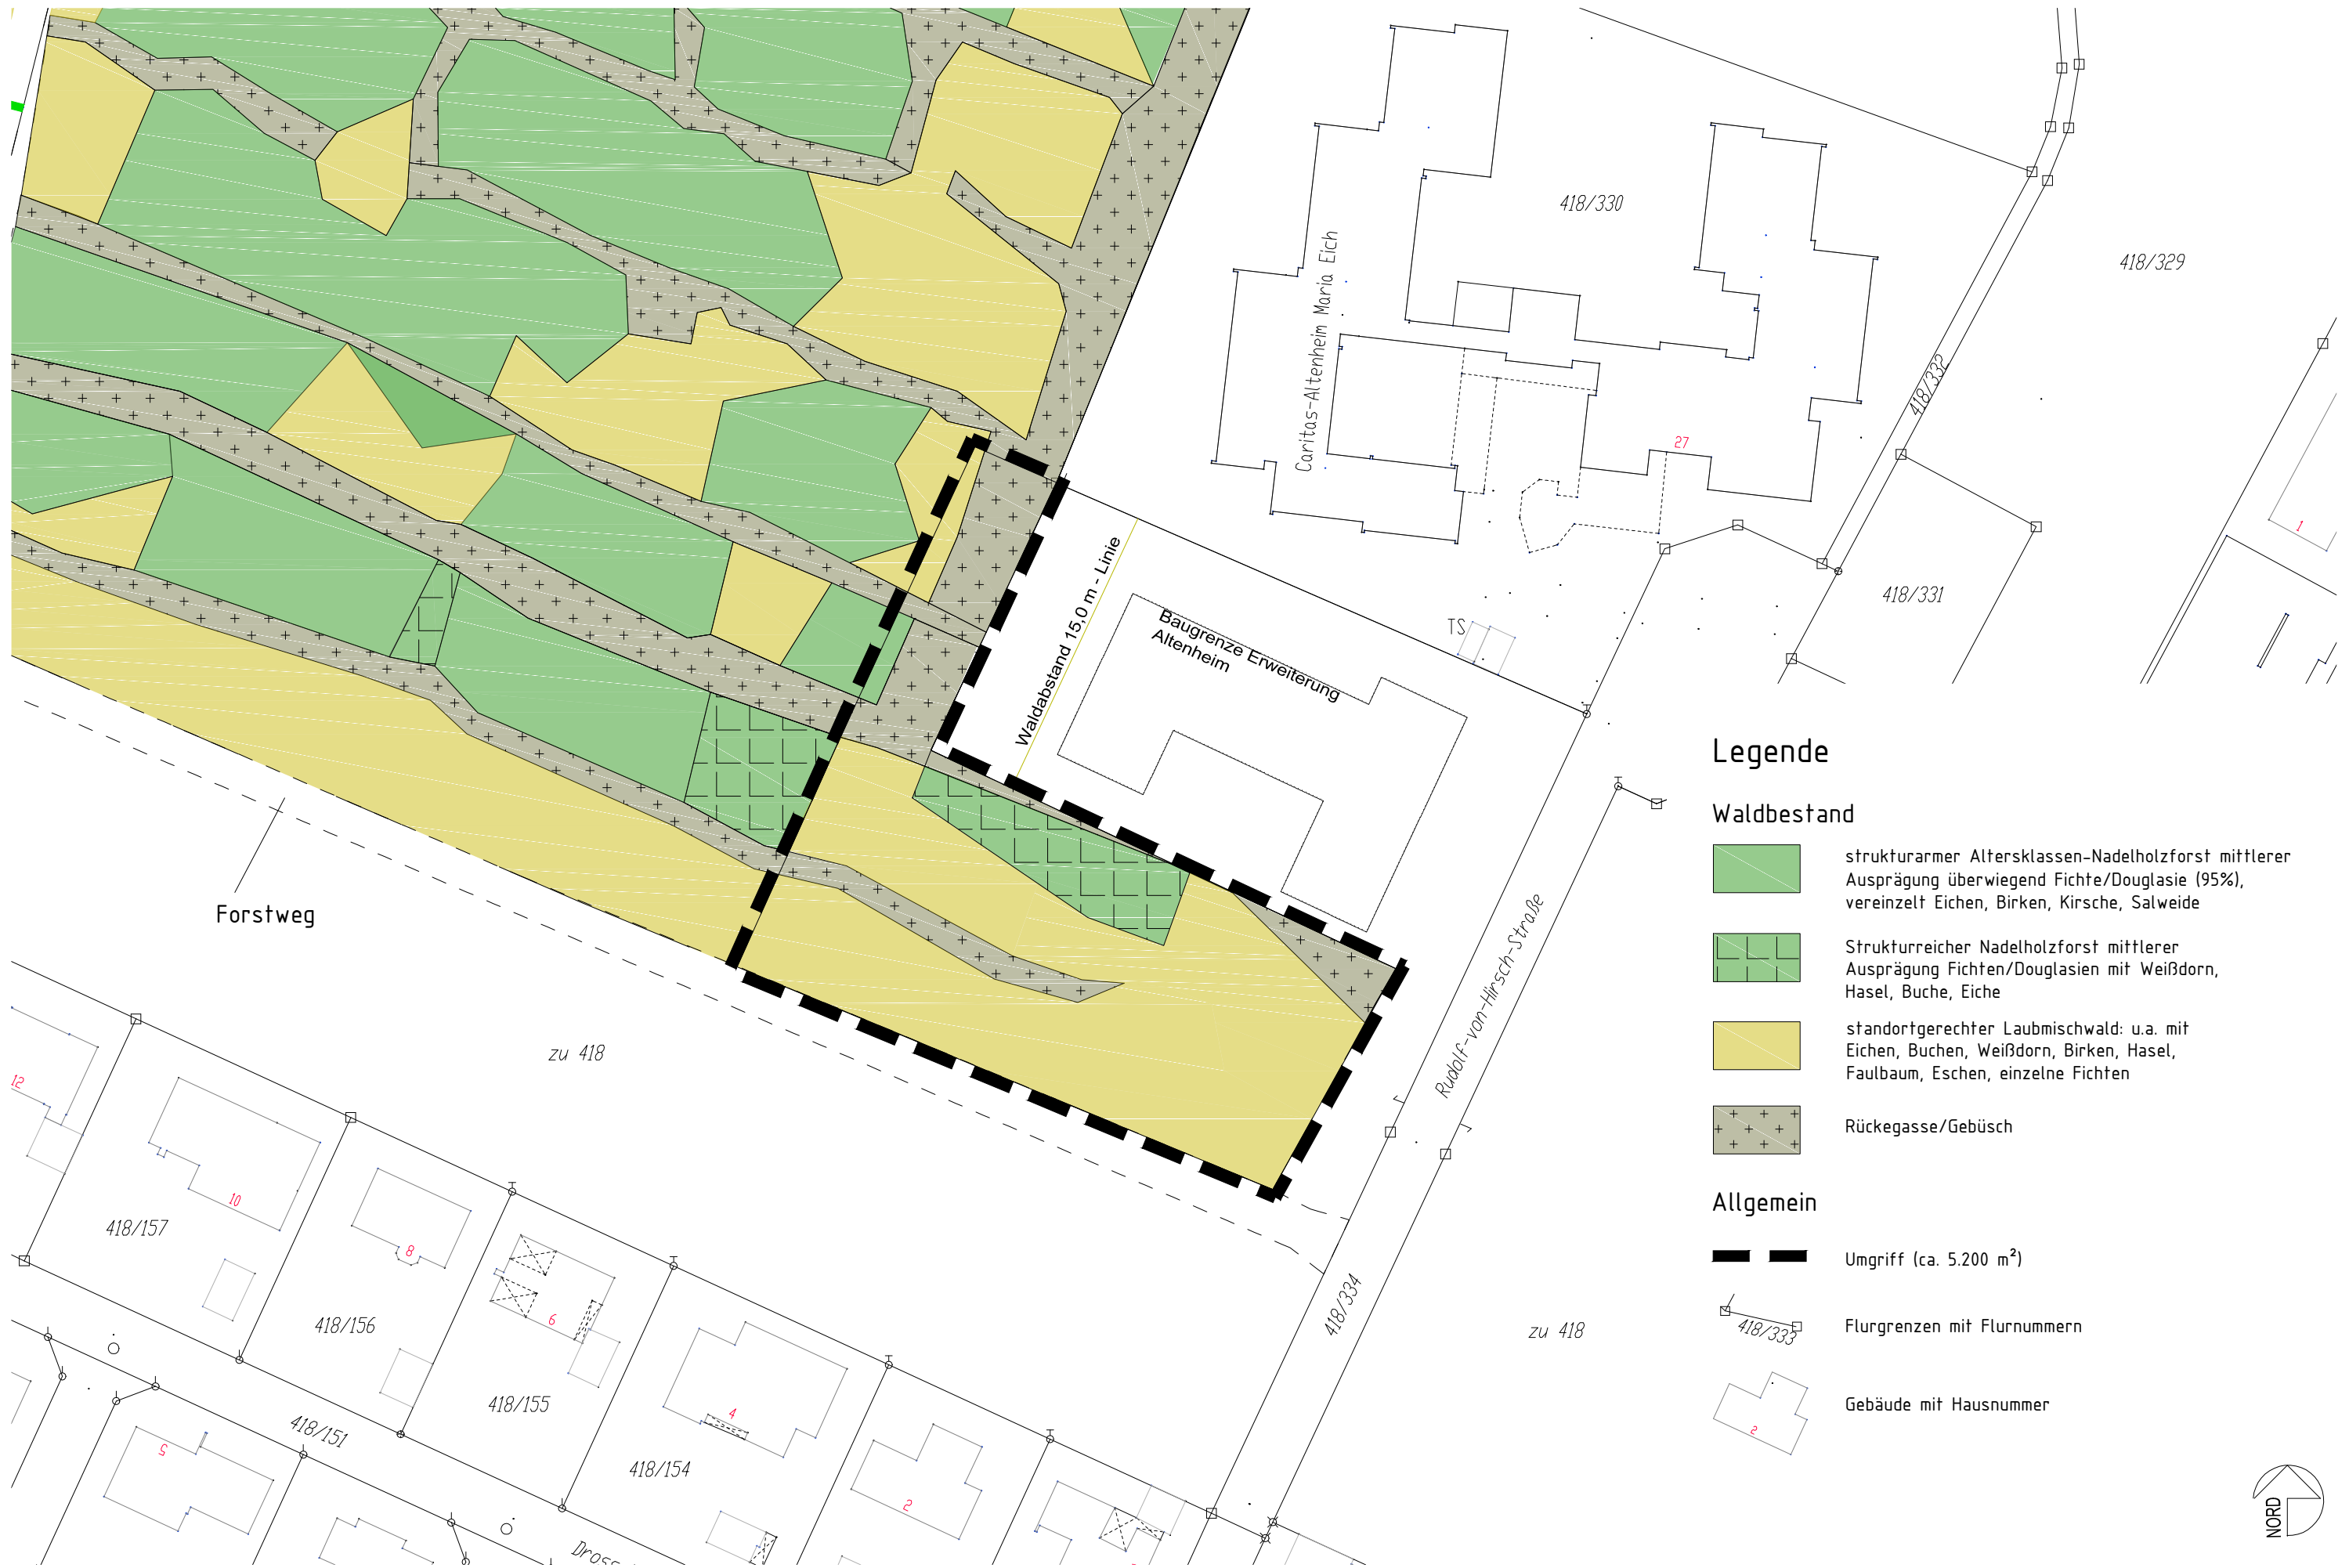 418/330
418/329
Caritas-Altenheim Maria Eich
418/332
27
1
418/331
TS
Waldabstand 15,0 m - Linie
Baugrenze Erweiterung
Altenheim
Forstweg
zu 418
Rudolf-von-Hirsch-Straße
418/334
zu 418
12
10
418/157
8
418/156
6
418/155
4
418/154
2
5
418/151
Legende
Waldbestand
strukturarmer Altersklassen-Nadelholzforst mittlerer
Ausprägung überwiegend Fichte/Douglasie (95%),
vereinzelt Eichen, Birken, Kirsche, Salweide
Strukturreicher Nadelholzforst mittlerer
Ausprägung Fichten/Douglasien mit Weißdorn,
Hasel, Buche, Eiche
standortgerechter Laubmischwald: u.a. mit
Eichen, Buchen, Weißdorn, Birken, Hasel,
Faulbaum, Eschen, einzelne Fichten
Rückegasse/Gebüsch
Allgemein
Umgriff (ca. 5.200 m²)
418/333
Flurgrenzen mit Flurnummern
2
Gebäude mit Hausnummer
NORD